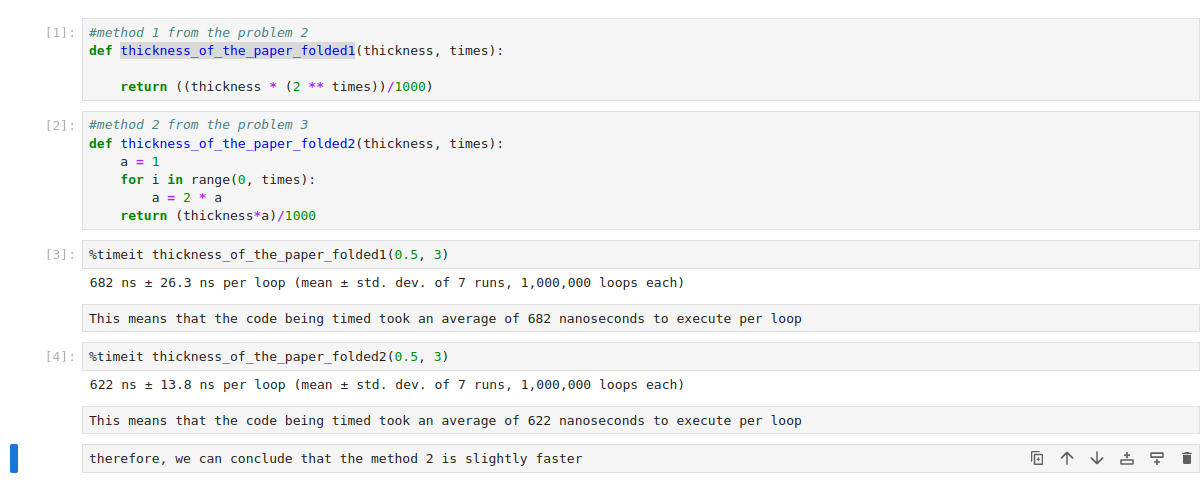 [1]: #method 1 from the problem 2
def thickness_of_the_paper_folded1(thickness, times):
return ((thickness * (2 ** times))/1000)
[2]: #method 2 from the problem 3
def thickness_of_the_paper_folded2(thickness, times):
a = 1
for i in range(0, times):
a = 2 * a
return (thickness*a)/1000
[3]: %timeit thickness_of_the_paper_folded1(0.5, 3)
682 ns ± 26.3 ns per loop (mean ± std. dev. of 7 runs, 1,000,000 loops each)
This means that the code being timed took an average of 682 nanoseconds to execute per loop
[4]: %timeit thickness_of_the_paper_folded2(0.5, 3)
622 ns ± 13.8 ns per loop (mean ± std. dev. of 7 runs, 1,000,000 loops each)
This means that the code being timed took an average of 622 nanoseconds to execute per loop
therefore, we can conclude that the method 2 is slightly faster